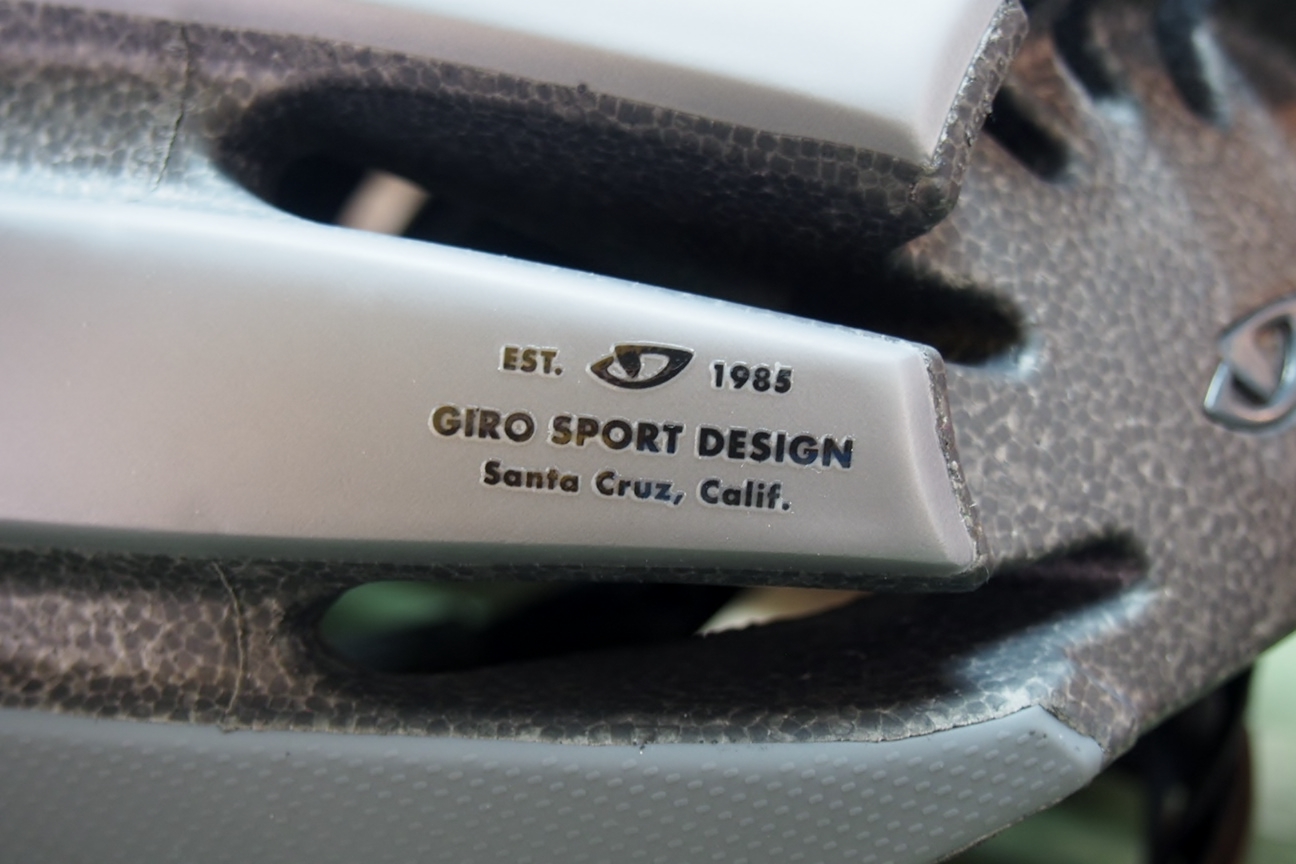 EST. 1985
GIRO SPORT DESIGN
Santa Cruz, Calif.